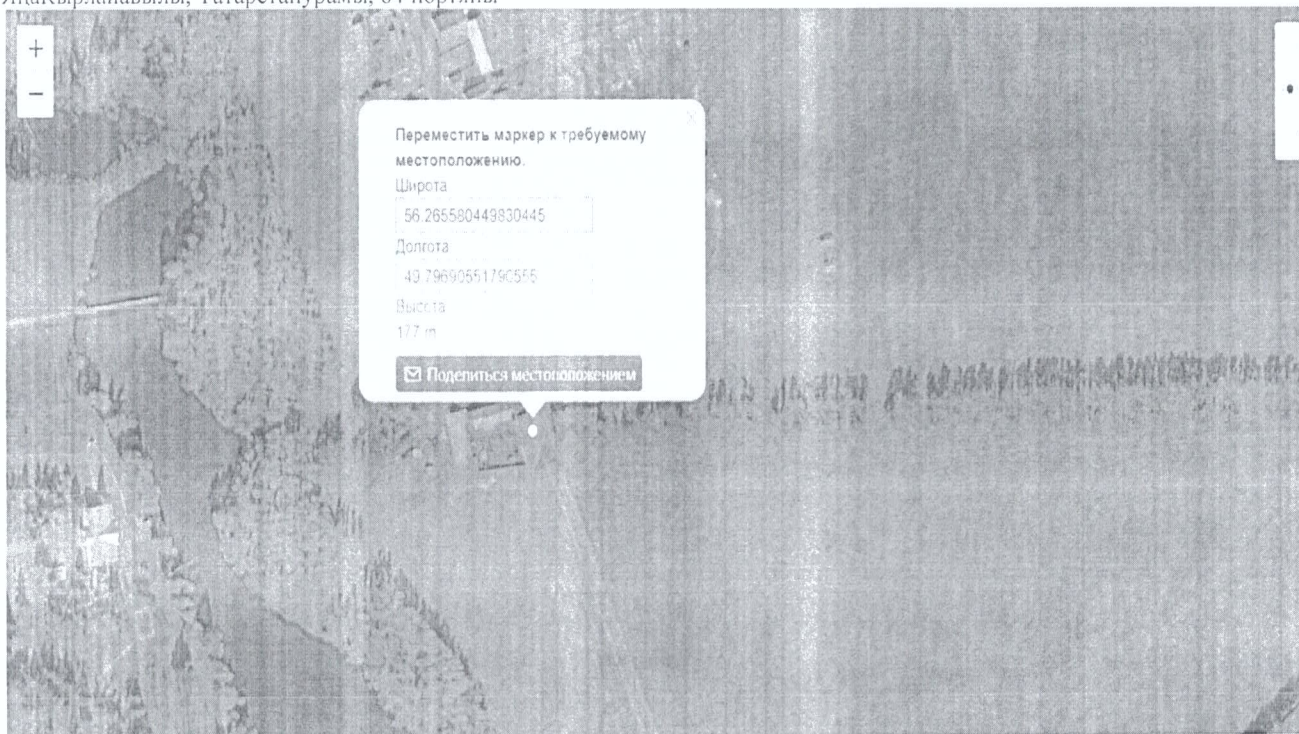 +
−
Переместить маркер к требуемому
местоположению.
Широта
56.265580449830445
Долгота
Высота
177 m
Поделиться местоположением